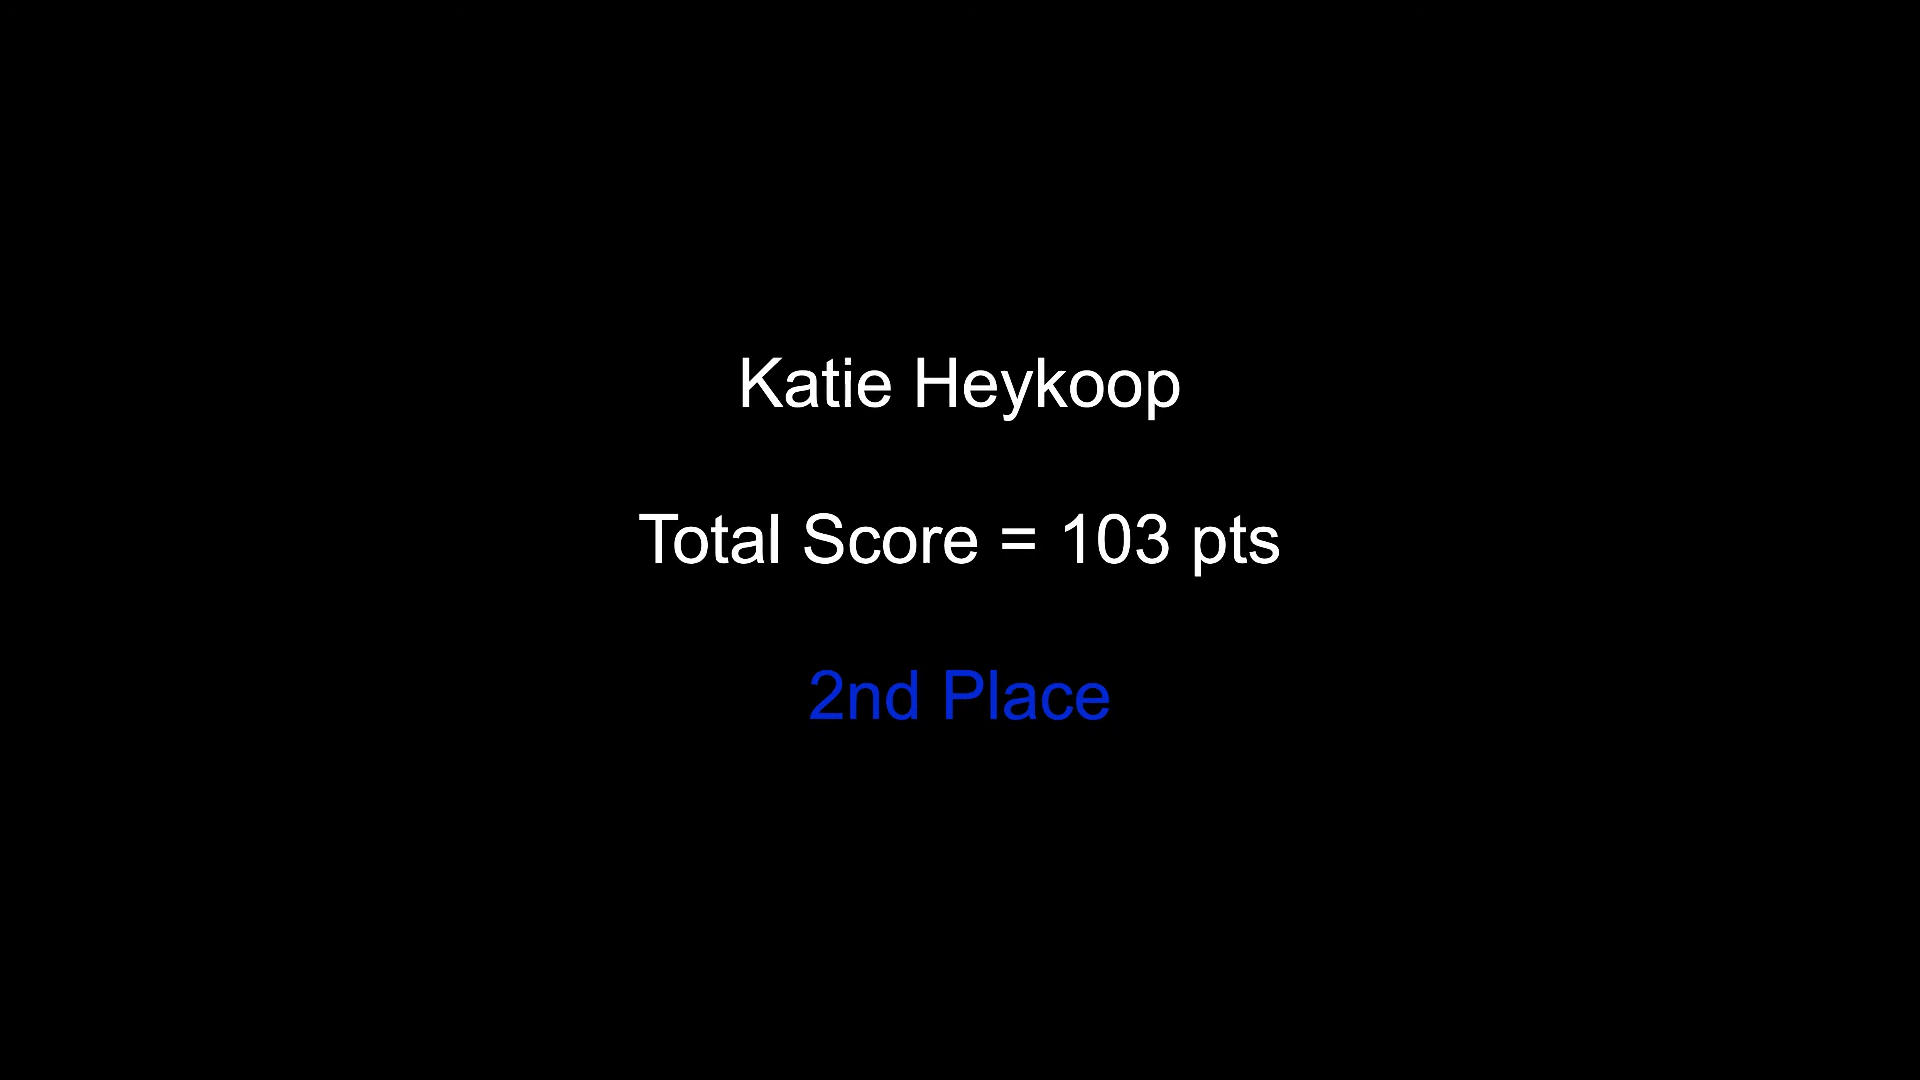 Katie Heykoop
Total Score = 103 pts
2nd Place